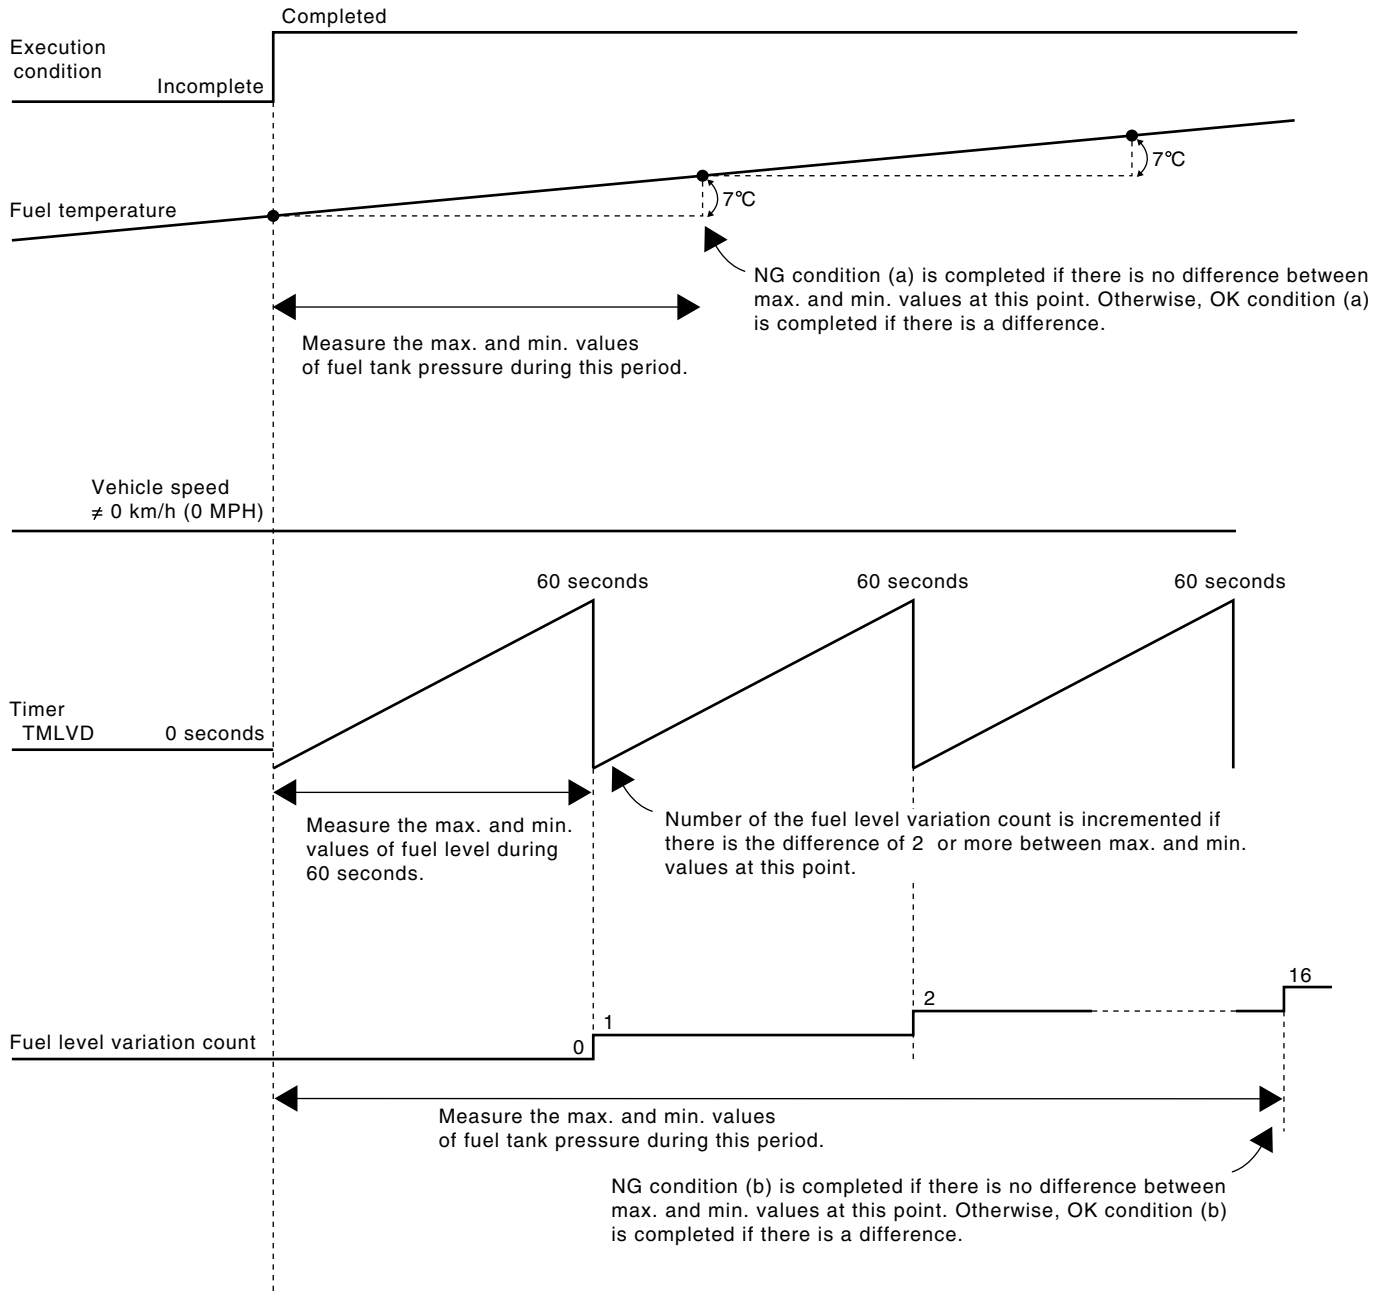 Completed
Execution
condition
Incomplete
7°C
7°C
Fuel temperature
NG condition (a) is completed if there is no difference between
max. and min. values at this point. Otherwise, OK condition (a)
is completed if there is a difference.
Measure the max. and min. values
of fuel tank pressure during this period.
Vehicle speed
≠ 0 km/h (0 MPH)
60 seconds
60 seconds
60 seconds
Timer
TMLVD
0 seconds
Measure the max. and min.
values of fuel level during
60 seconds.
Number of the fuel level variation count is incremented if
there is the difference of 2 or more between max. and min.
values at this point.
16
2
1
Fuel level variation count
0
Measure the max. and min. values
of fuel tank pressure during this period.
NG condition (b) is completed if there is no difference between
max. and min. values at this point. Otherwise, OK condition (b)
is completed if there is a difference.